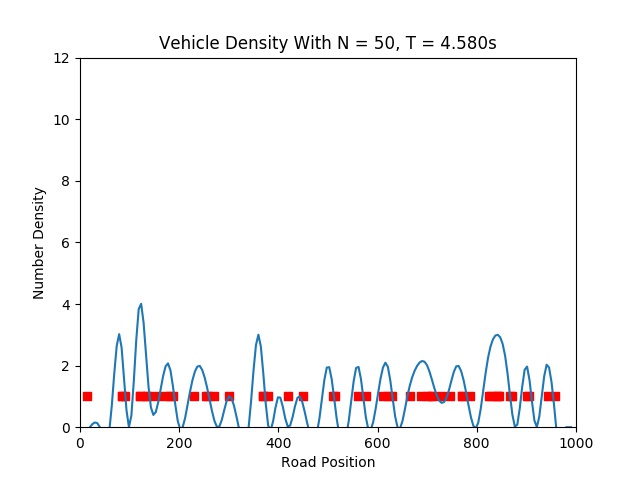 Vehicle Density With N = 50, T = 4.580s
12
10
8
6
4
2
0
Number Density
0 200 400 600 800 1000
Road Position